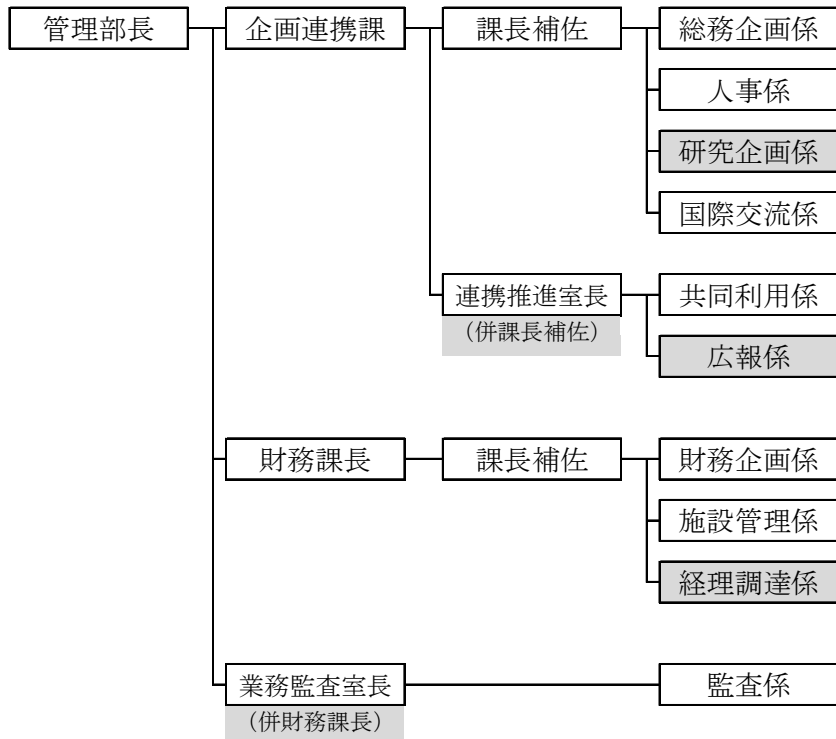 管理部長
企画連携課
課長補佐
総務企画係
人事係
研究企画係
国際交流係
連携推進室長
（併課長補佐）
共同利用係
広報係
財務課長
課長補佐
財務企画係
施設管理係
経理調達係
業務監査室長
（併財務課長）
監査係